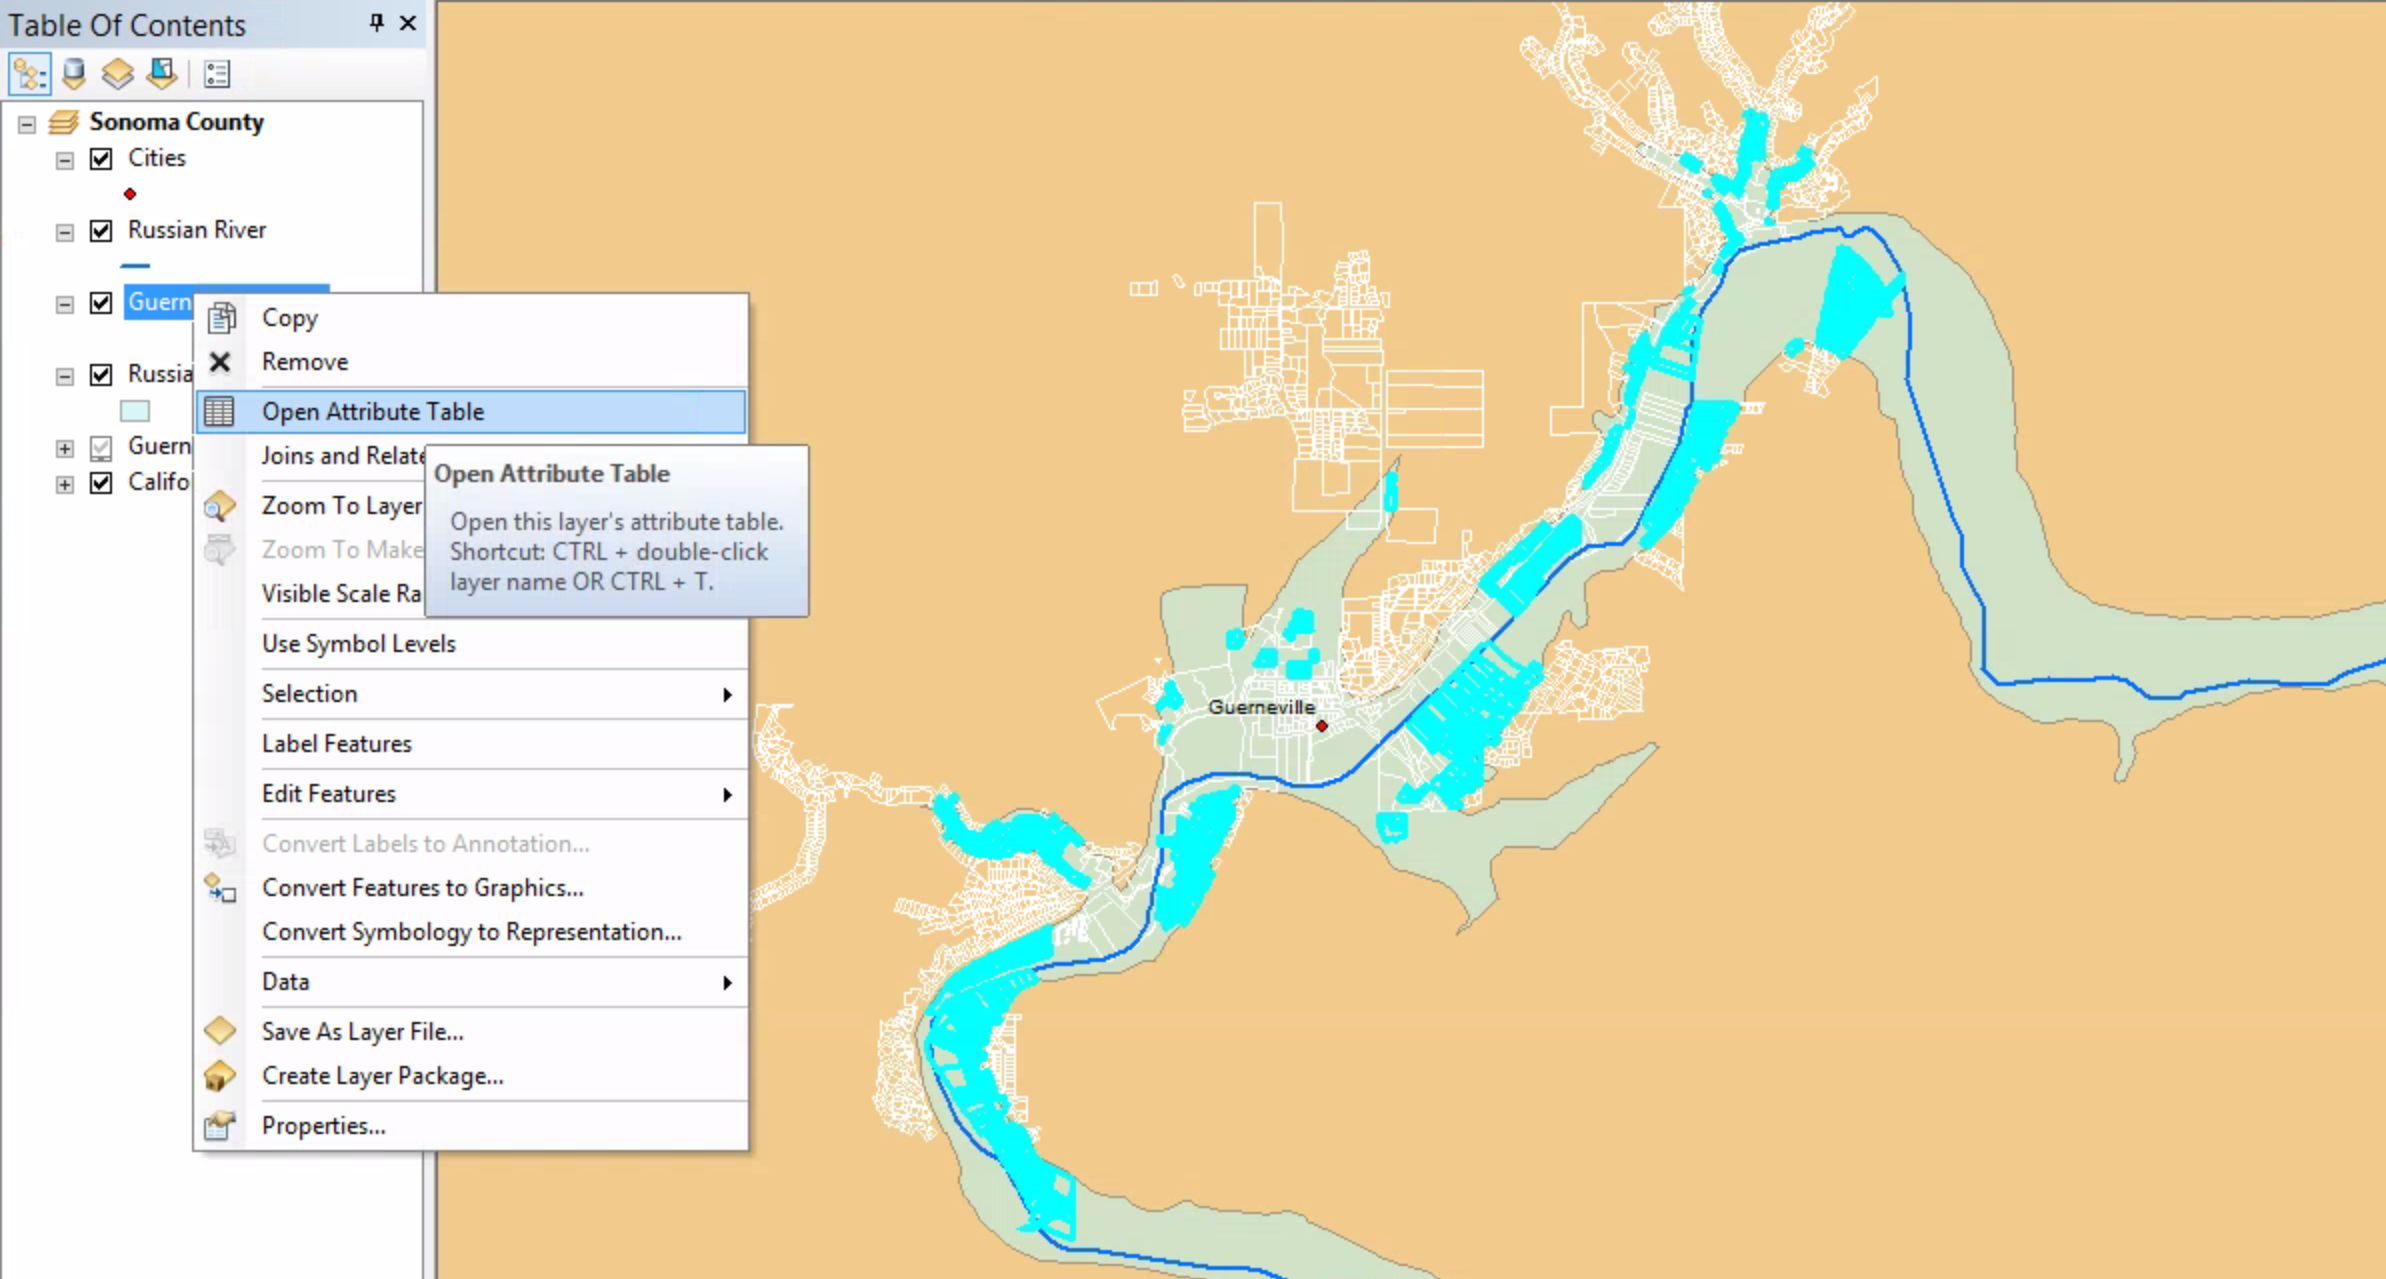 Table Of Contents
Sonoma County
Cities
Russian River
Guern
Copy
Remove
Russia
Open Attribute Table
Guern
Joins and Relate
Open Attribute Table
Califo
Zoom To Layer
Open this layer's attribute table.
Zoom To Make
Shortcut: CTRL + double-click
layer name OR CTRL + T.
Visible Scale Ra
Use Symbol Levels
Selection
Guerneville
Label Features
Edit Features
Convert Labels to Annotation...
Convert Features to Graphics...
Convert Symbology to Representation...
Data
Save As Layer File...
Create Layer Package...
Properties...